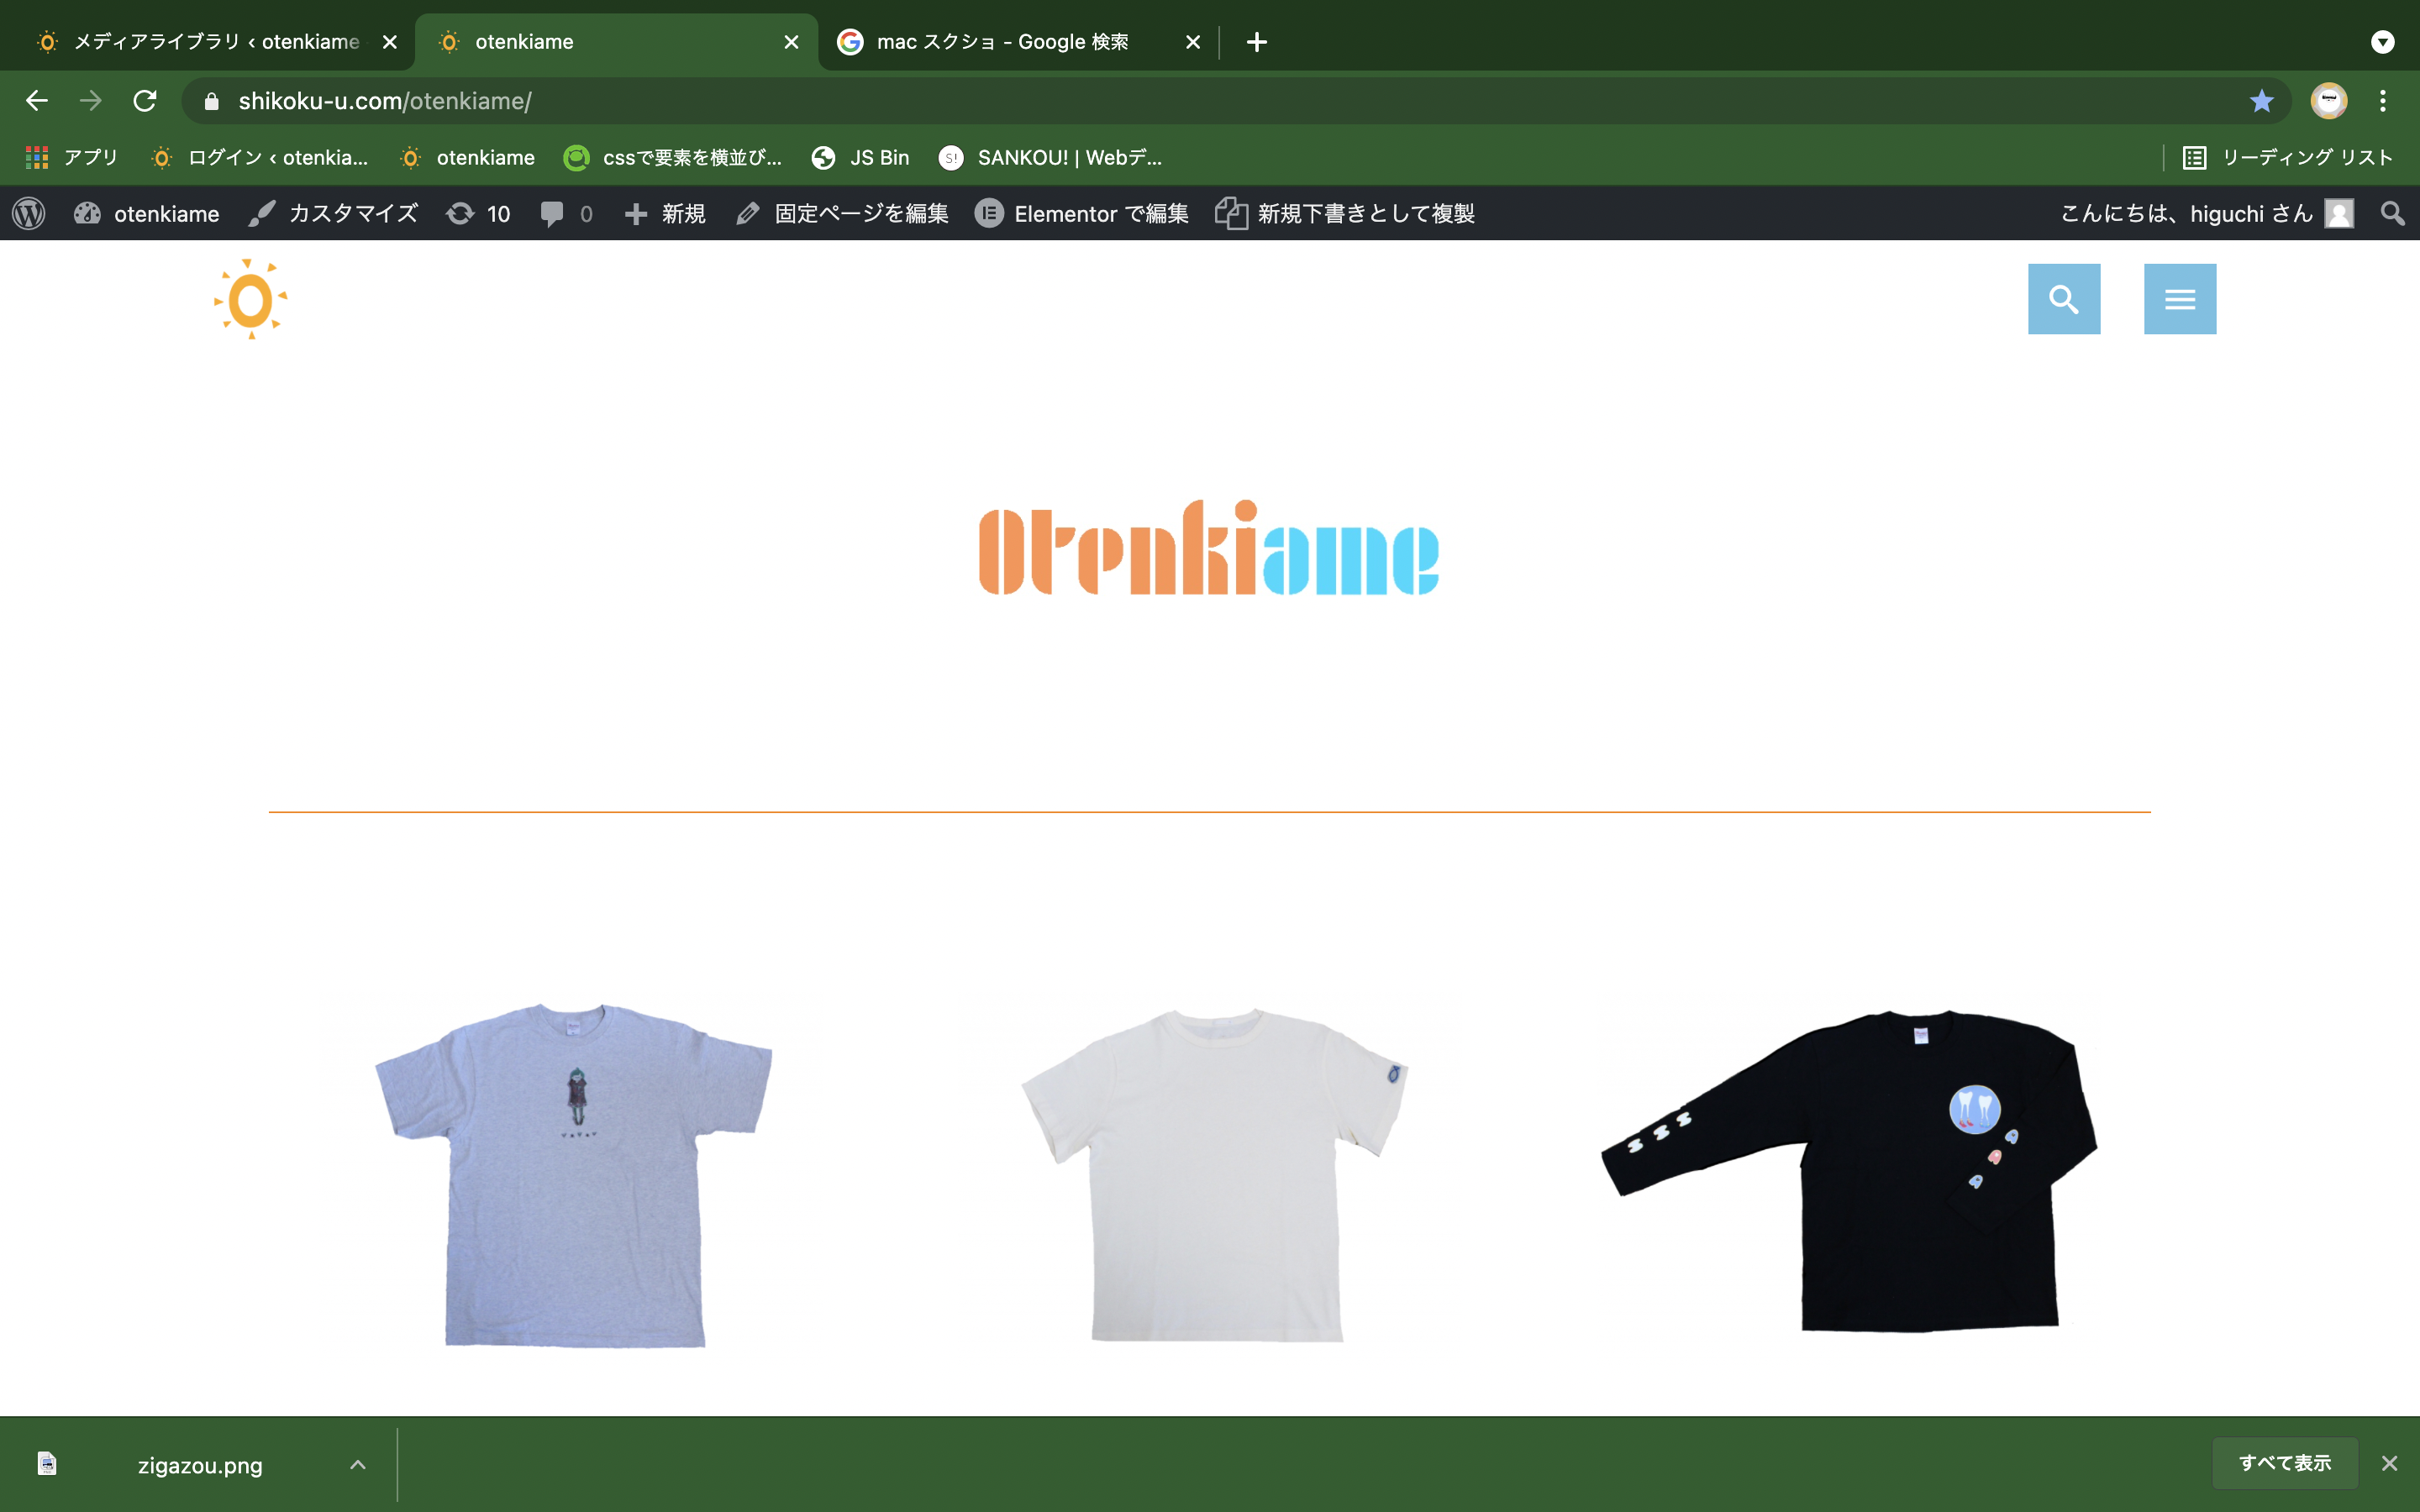 メディアライブラリ ‹ otenkiame
otenkiame
mac スクショ - Google 検索
shikoku-u.com/otenkiame/
アプリ
ログイン ‹ otenkia...
otenkiame
cssで要素を横並び...
JS Bin
S!
SANKOU! | Webデ...
リーディング リスト
otenkiame
カスタマイズ
10
0
新規
固定ページを編集
Elementor で編集
新規下書きとして複製
こんにちは、higuchi さん
Otenkiame
zigazou.png
すべて表示